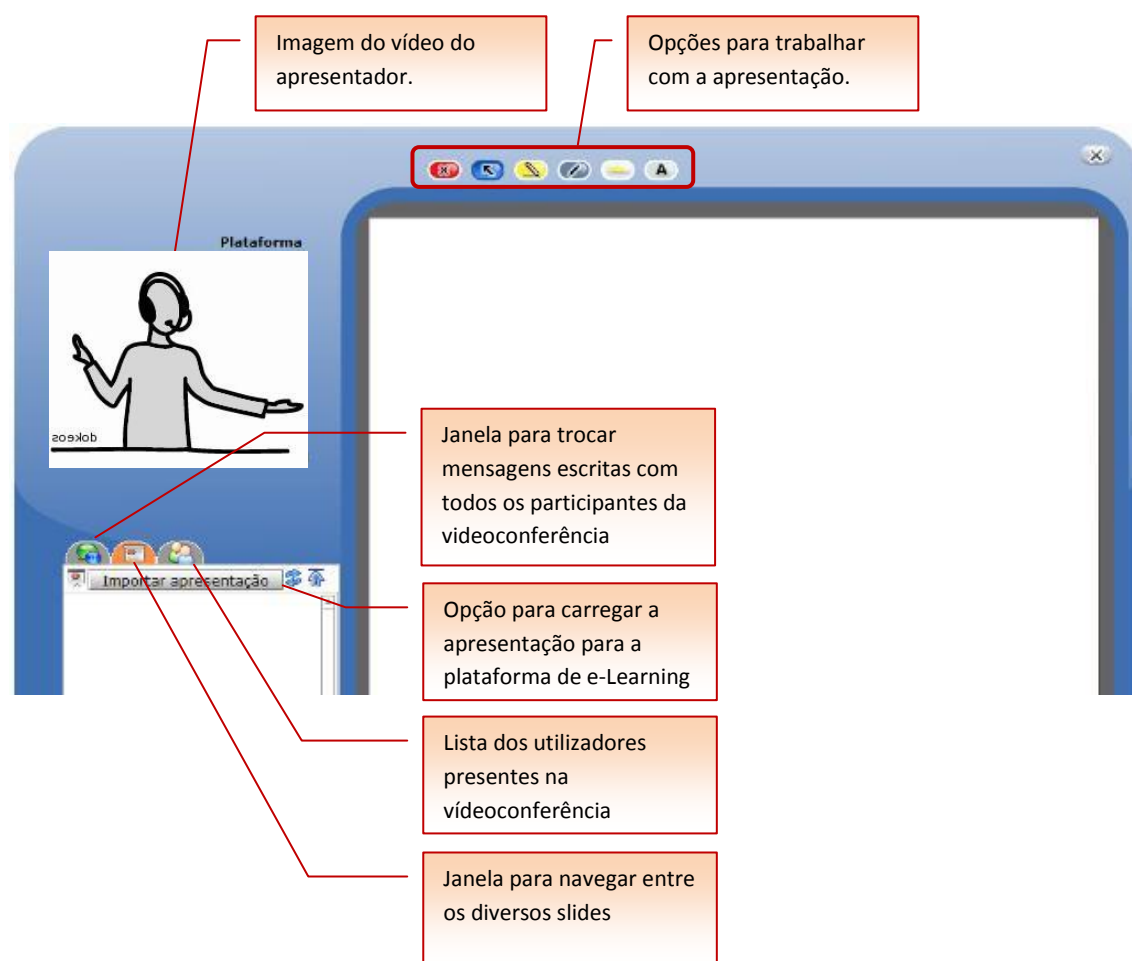 Imagem do vídeo do
apresentador.
Opções para trabalhar
com a apresentação.
A
Plataforma
dokeos
Janela para trocar
mensagens escritas com
todos os participantes da
videoconferência
Importar apresentação
Opção para carregar a
apresentação para a
plataforma de e-Learning
Lista dos utilizadores
presentes na
vídeoconferência
Janela para navegar entre
os diversos slides